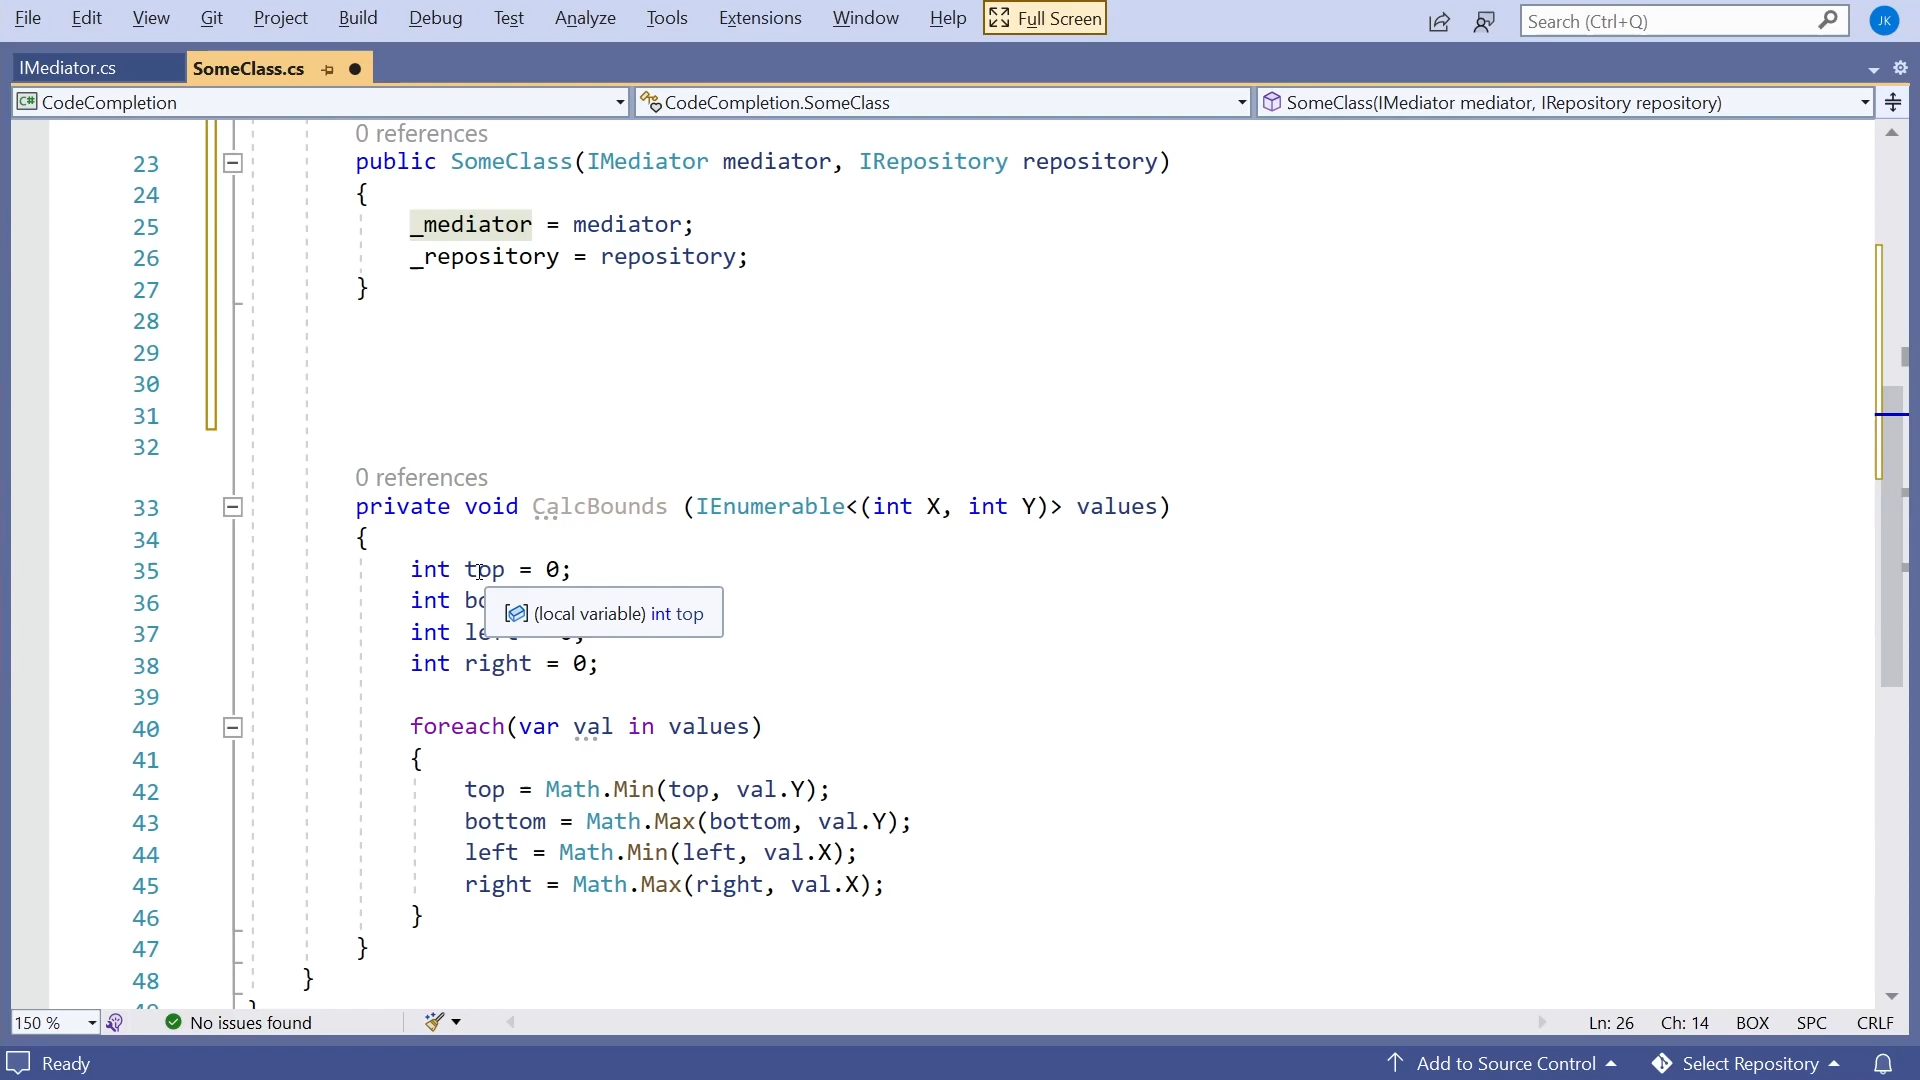 File Edit View Git Project Build Debug Test Analyze Tools Extensions Window Help Full Screen Search (Ctrl+Q) JK
IMediator.cs SomeClass.cs
C# CodeCompletion CodeCompletion.SomeClass SomeClass(IMediator mediator, IRepository repository)
0 references
23 public SomeClass(IMediator mediator, IRepository repository)
24 {
25 _mediator = mediator;
26 _repository = repository;
27 }
28
29
30
31
32
0 references
33 private void CalcBounds (IEnumerable<(int X, int Y)> values)
34 {
35 int top = 0;
36 int
(local variable) int top
37 int
38 int right = 0;
39
40 foreach(var val in values)
41 {
42 top = Math.Min(top, val.Y);
43 bottom = Math.Max(bottom, val.Y);
44 left = Math.Min(left, val.X);
45 right = Math.Max(right, val.X);
46 }
47 }
48 }
150 % No issues found Ln: 26 Ch: 14 BOX SPC CRLF
Ready Add to Source Control Select Repository